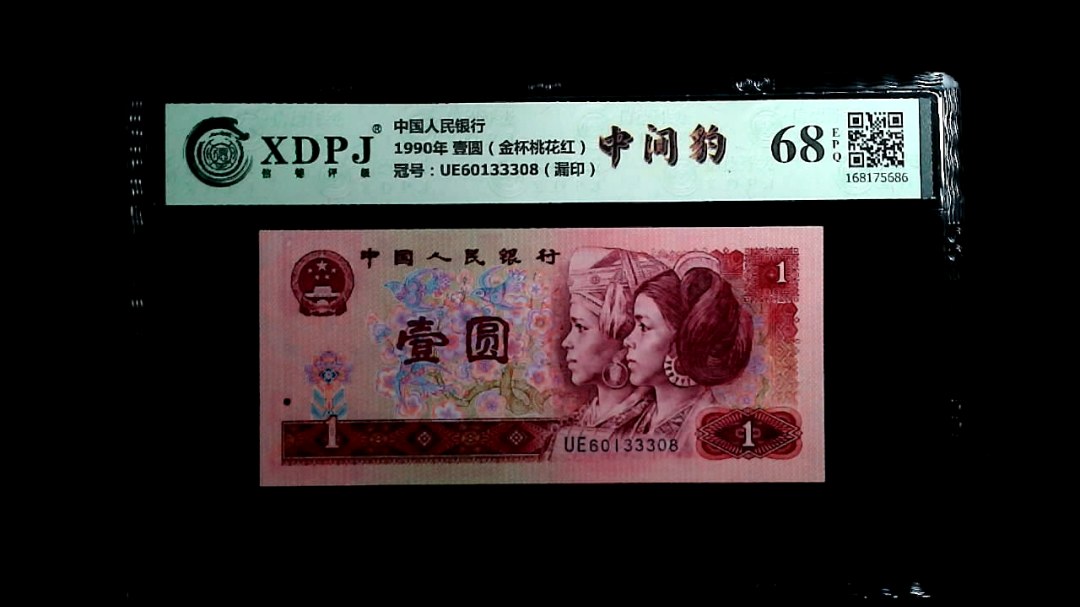 XDPJ®
信泰评级
中国人民银行
1990年 壹圆（金杯桃花红）
冠号：UE60133308（漏印）
中间豹
68
EPQ
168175686
中国人民银行
1
壹圆
1
UE60133308
1